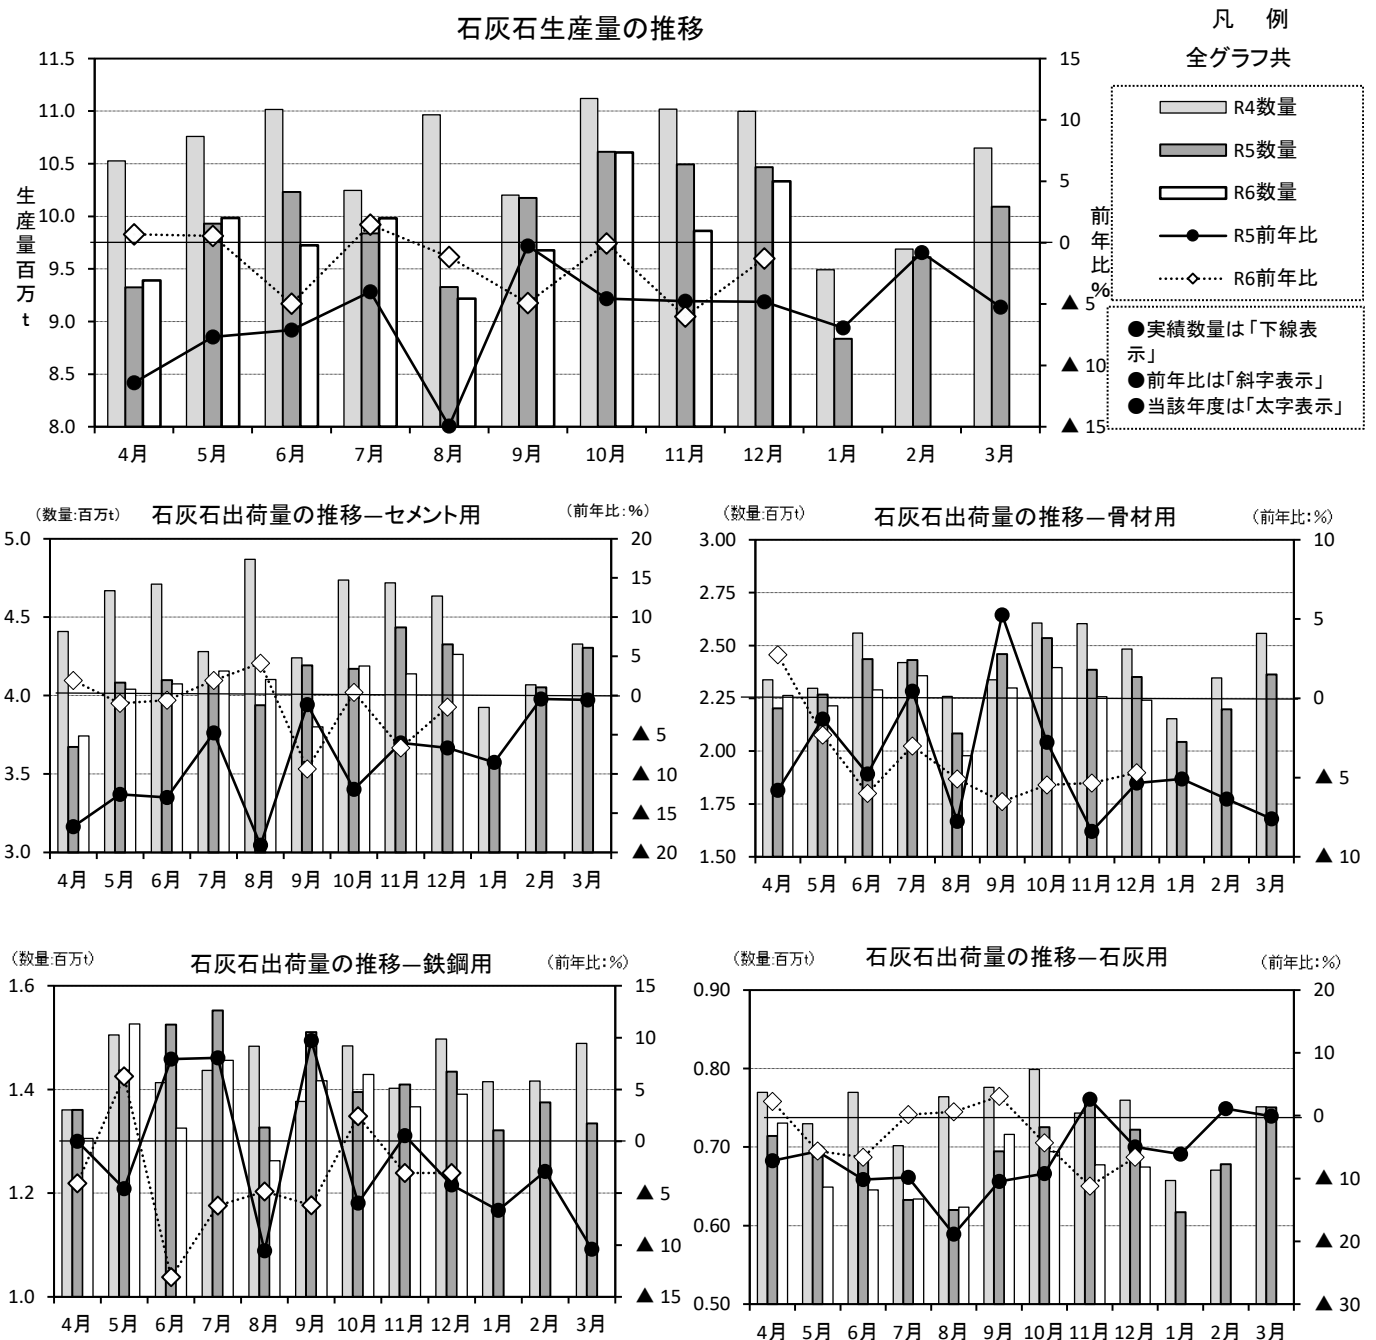 石灰石生産量の推移
凡 例
全グラフ共
R4数量
R5数量
R6数量
R5前年比
R6前年比
●実績数量は「下線表
示」
●前年比は「斜字表示」
●当該年度は「太字表示」
生産量百万t
前年比%
11.5
11.0
10.5
10.0
9.5
9.0
8.5
8.0
15
10
5
0
▲ 5
▲ 10
▲ 15
4月 5月 6月 7月 8月 9月 10月 11月 12月 1月 2月 3月
(数量:百万t) 石灰石出荷量の推移―セメント用 (前年比:%)
5.0
4.5
4.0
3.5
3.0
20
15
10
5
0
▲ 5
▲ 10
▲ 15
▲ 20
4月 5月 6月 7月 8月 9月 10月 11月 12月 1月 2月 3月
(数量:百万t) 石灰石出荷量の推移―骨材用 (前年比:%)
3.00
2.75
2.50
2.25
2.00
1.75
1.50
10
5
0
▲ 5
▲ 10
4月 5月 6月 7月 8月 9月 10月 11月 12月 1月 2月 3月
(数量:百万t) 石灰石出荷量の推移―鉄鋼用 (前年比:%)
1.6
1.4
1.2
1.0
15
10
5
0
▲ 5
▲ 10
▲ 15
4月 5月 6月 7月 8月 9月 10月 11月 12月 1月 2月 3月
(数量:百万t) 石灰石出荷量の推移―石灰用 (前年比:%)
0.90
0.80
0.70
0.60
0.50
20
10
0
▲ 10
▲ 20
▲ 30
4月 5月 6月 7月 8月 9月 10月 11月 12月 1月 2月 3月